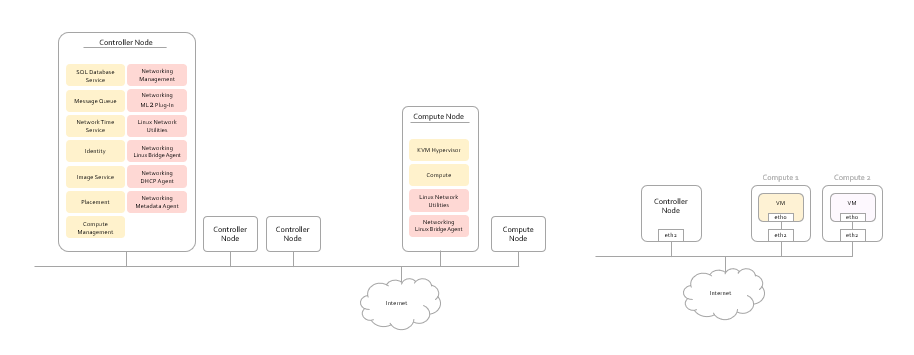 Controller Node
SQL Database
Service
Networking
Management
Message Queue
Networking
ML2 Plug-In
Network Time
Service
Linux Network
Utilities
Identity
Networking
Linux Bridge Agent
Image Service
Networking
DHCP Agent
Placement
Networking
Metadata Agent
Compute
Management
Controller
Node
Controller
Node
Compute Node
KVM Hypervisor
Compute
Linux Network
Utilities
Networking
Linux Bridge Agent
Compute
Node
Internet
Controller
Node
eth1
Compute 1
VM
eth0
eth1
Compute 2
VM
eth0
eth1
Internet